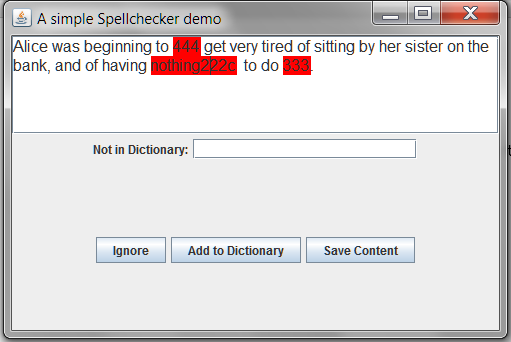 A simple Spellchecker demo
Alice was beginning to 444 get very tired of sitting by her sister on the
bank, and of having nothing222c to do 333.
Not in Dictionary:
Ignore Add to Dictionary Save Content